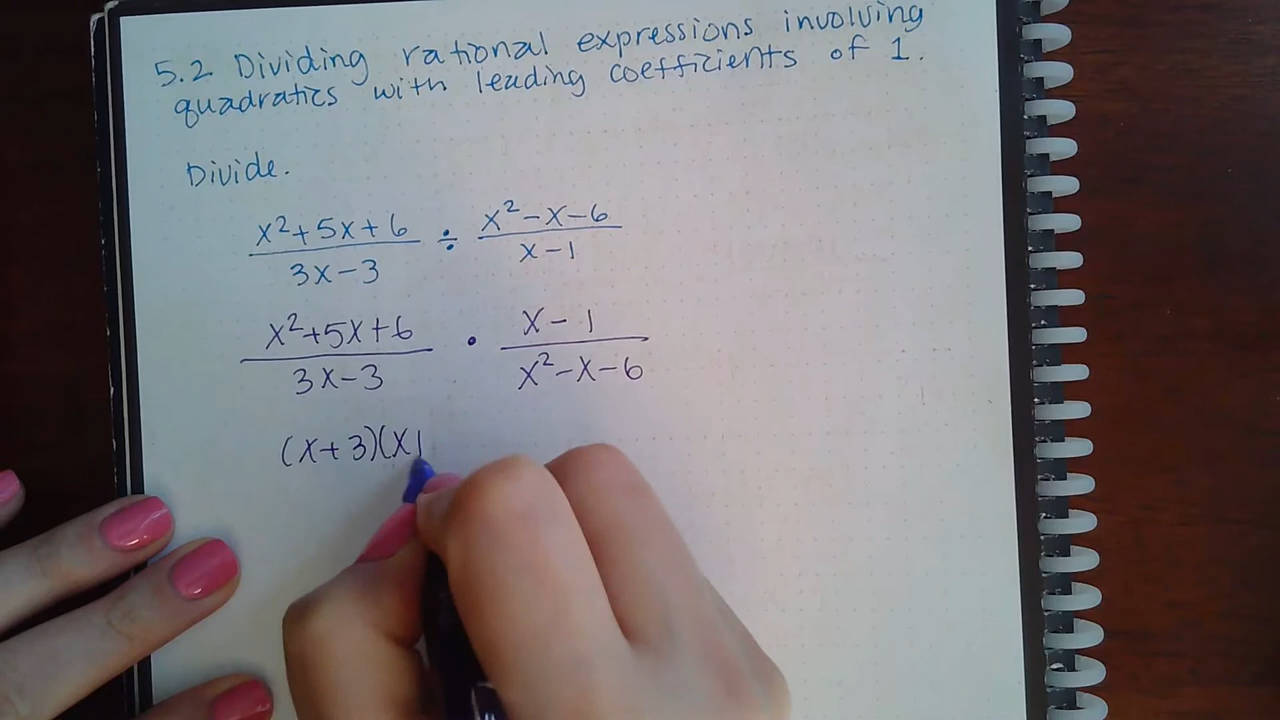 5.2 Dividing rational expressions involving
quadratics with leading coefficients of 1.
Divide.
x²+5x+6 / 3x-3 ÷ x²-x-6 / x-1
x²+5x+6 / 3x-3 · x-1 / x²-x-6
(x+3)(x